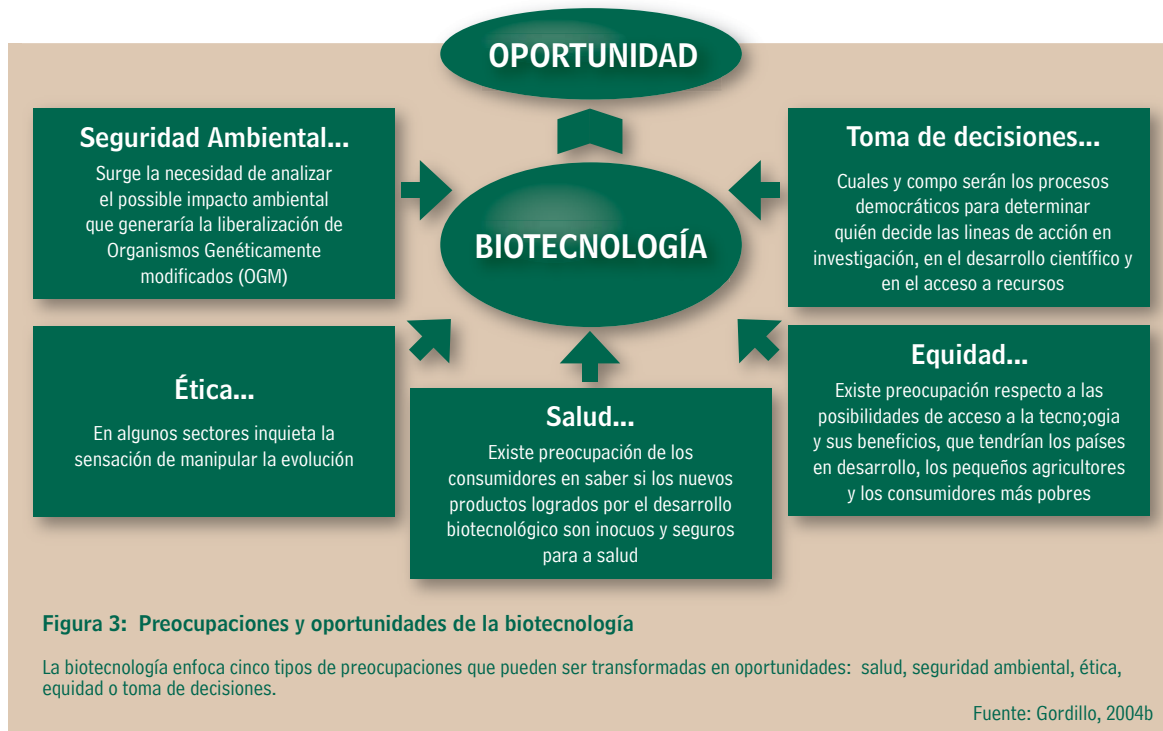 OPORTUNIDAD
BIOTECNOLOGÍA
Seguridad Ambiental...
Surge la necesidad de analizar
el possible impacto ambiental
que generaría la liberalización de
Organismos Genéticamente
modificados (OGM)
Toma de decisiones...
Cuales y compo serán los procesos
democráticos para determinar
quién decide las lineas de acción en
investigación, en el desarrollo científico y
en el acceso a recursos
Ética...
En algunos sectores inquieta la
sensación de manipular la evolución
Salud...
Existe preocupación de los
consumidores en saber si los nuevos
productos logrados por el desarrollo
biotecnológico son inocuos y seguros
para a salud
Equidad...
Existe preocupación respecto a las
posibilidades de acceso a la tecno;ogia
y sus beneficios, que tendrían los países
en desarrollo, los pequeños agricultores
y los consumidores más pobres
Figura 3: Preocupaciones y oportunidades de la biotecnología
La biotecnología enfoca cinco tipos de preocupaciones que pueden ser transformadas en oportunidades: salud, seguridad ambiental, ética,
equidad o toma de decisiones.
Fuente: Gordillo, 2004b